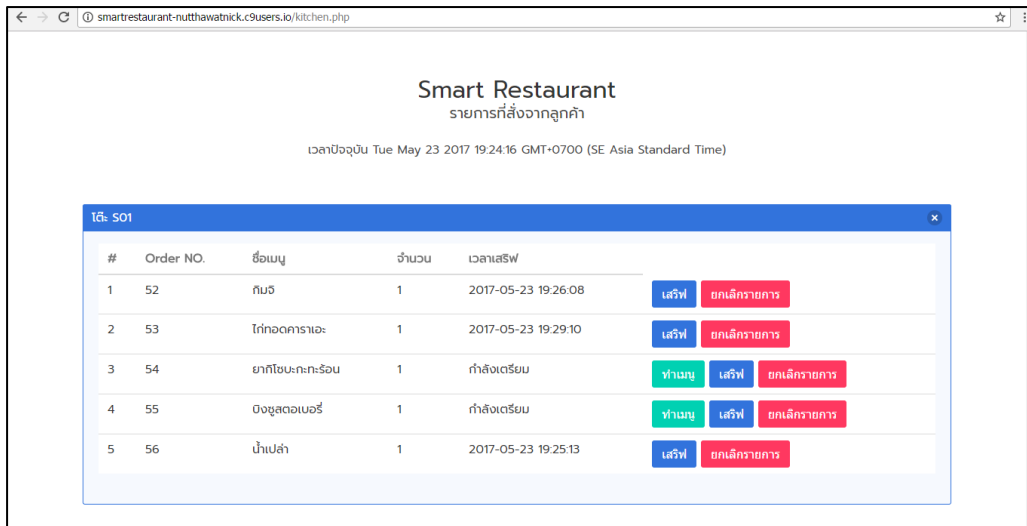 smartrestaurant-nutthawatnick.c9users.io/kitchen.php
Smart Restaurant
รายการที่สั่งจากลูกค้า
เวลาปัจจุบัน Tue May 23 2017 19:24:16 GMT+0700 (SE Asia Standard Time)
โต๊ะ S01
# Order NO. ชื่อเมนู จำนวน เวลาเสริฟ
1 52 กิมจิ 1 2017-05-23 19:26:08 เสริฟ ยกเลิกรายการ
2 53 ไก่ทอดคาราเอะ 1 2017-05-23 19:29:10 เสริฟ ยกเลิกรายการ
3 54 ยากิโซบะกะทะร้อน 1 กำลังเตรียม ทำเมนู เสริฟ ยกเลิกรายการ
4 55 บิงซูสตอเบอรี่ 1 กำลังเตรียม ทำเมนู เสริฟ ยกเลิกรายการ
5 56 น้ำเปล่า 1 2017-05-23 19:25:13 เสริฟ ยกเลิกรายการ